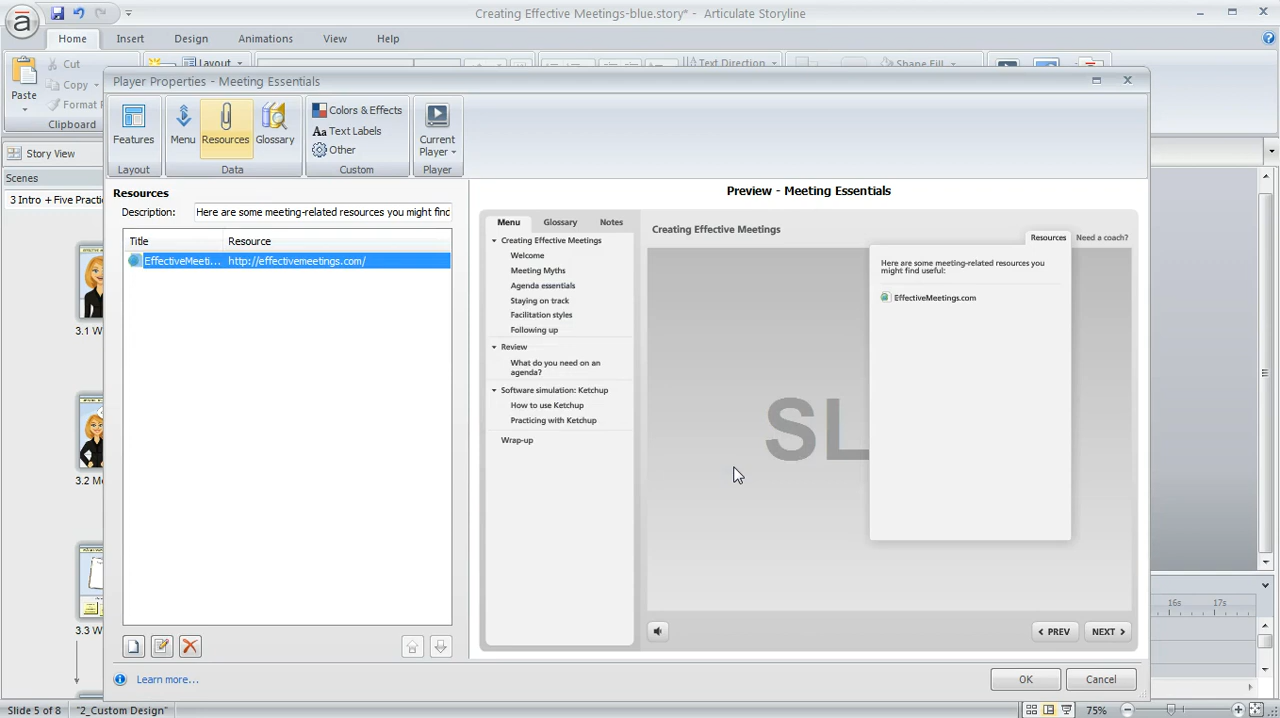 Creating Effective Meetings-blue.story* - Articulate Storyline
Home Insert Design Animations View Help
Cut
Copy
Format
Paste
Clipboard
Layout
Text Direction
Shape Fill
Player Properties - Meeting Essentials
Features
Menu
Resources
Glossary
Colors & Effects
Aa Text Labels
Other
Current
Player
Layout
Data
Custom
Player
Story View
Scenes
3 Intro + Five Practi
3.1 W
3.2 Me
3.3 W
Resources
Description: Here are some meeting-related resources you might find
Title Resource
EffectiveMeeti... http://effectivemeetings.com/
Preview - Meeting Essentials
Menu Glossary Notes
Creating Effective Meetings
Welcome
Meeting Myths
Agenda essentials
Staying on track
Facilitation styles
Following up
Review
What do you need on an
agenda?
Software simulation: Ketchup
How to use Ketchup
Practicing with Ketchup
Wrap-up
Creating Effective Meetings
Resources Need a coach?
Here are some meeting-related resources you
might find useful:
EffectiveMeetings.com
SL
PREV NEXT
Learn more...
OK Cancel
16s 17s
Slide 5 of 8 "2_Custom Design" 75%